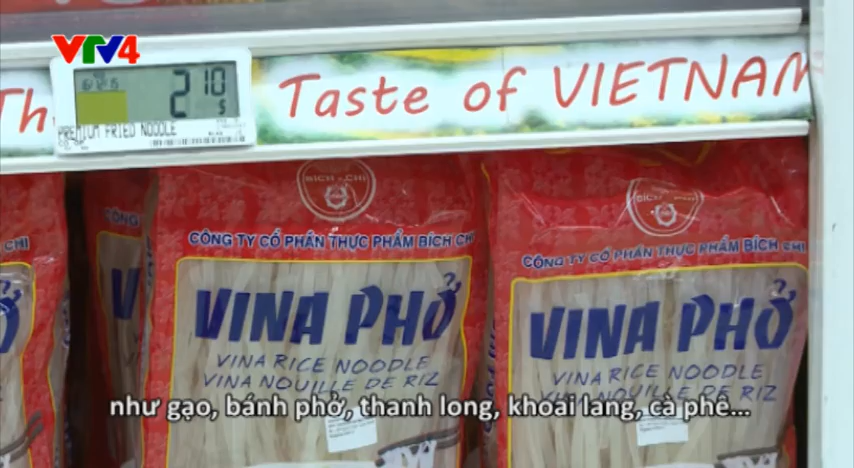 VTV4
Th
Taste of VIETNAM
2 10
PREMIUM FRIED NOODLE
BÍCH CHI
CHI
CÔNG
CÔNG TY CỔ PHẦN THỰC PHẨM BÍCH CHI
CÔNG TY CỔ PHẦN THỰC PHẨM BÍCH CHI
VINA PHỞ
VINA RICE NOODLE
VINA NOUILLE DE RIZ
VINA PHỞ
VINA RICE NOODLE
VINA NOUILLE DE RIZ
như gạo, bánh phở, thanh long, khoai lang, cà phê...